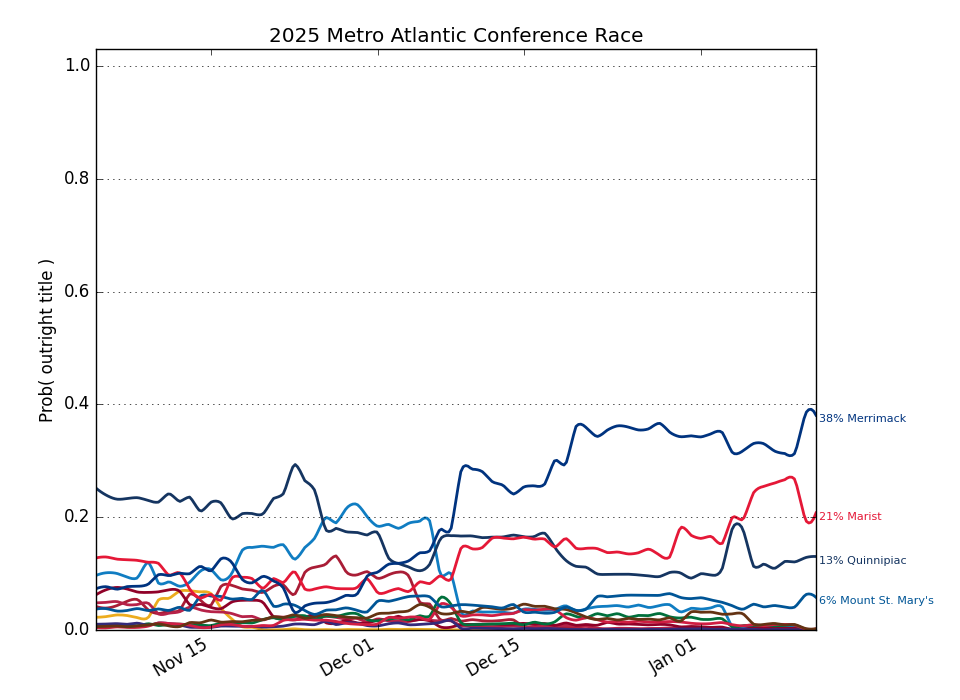 2025 Metro Atlantic Conference Race
Prob( outright title )
1.0
0.8
0.6
0.4
0.2
0.0
38% Merrimack
21% Marist
13% Quinnipiac
6% Mount St. Mary's
Nov 15
Dec 01
Dec 15
Jan 01